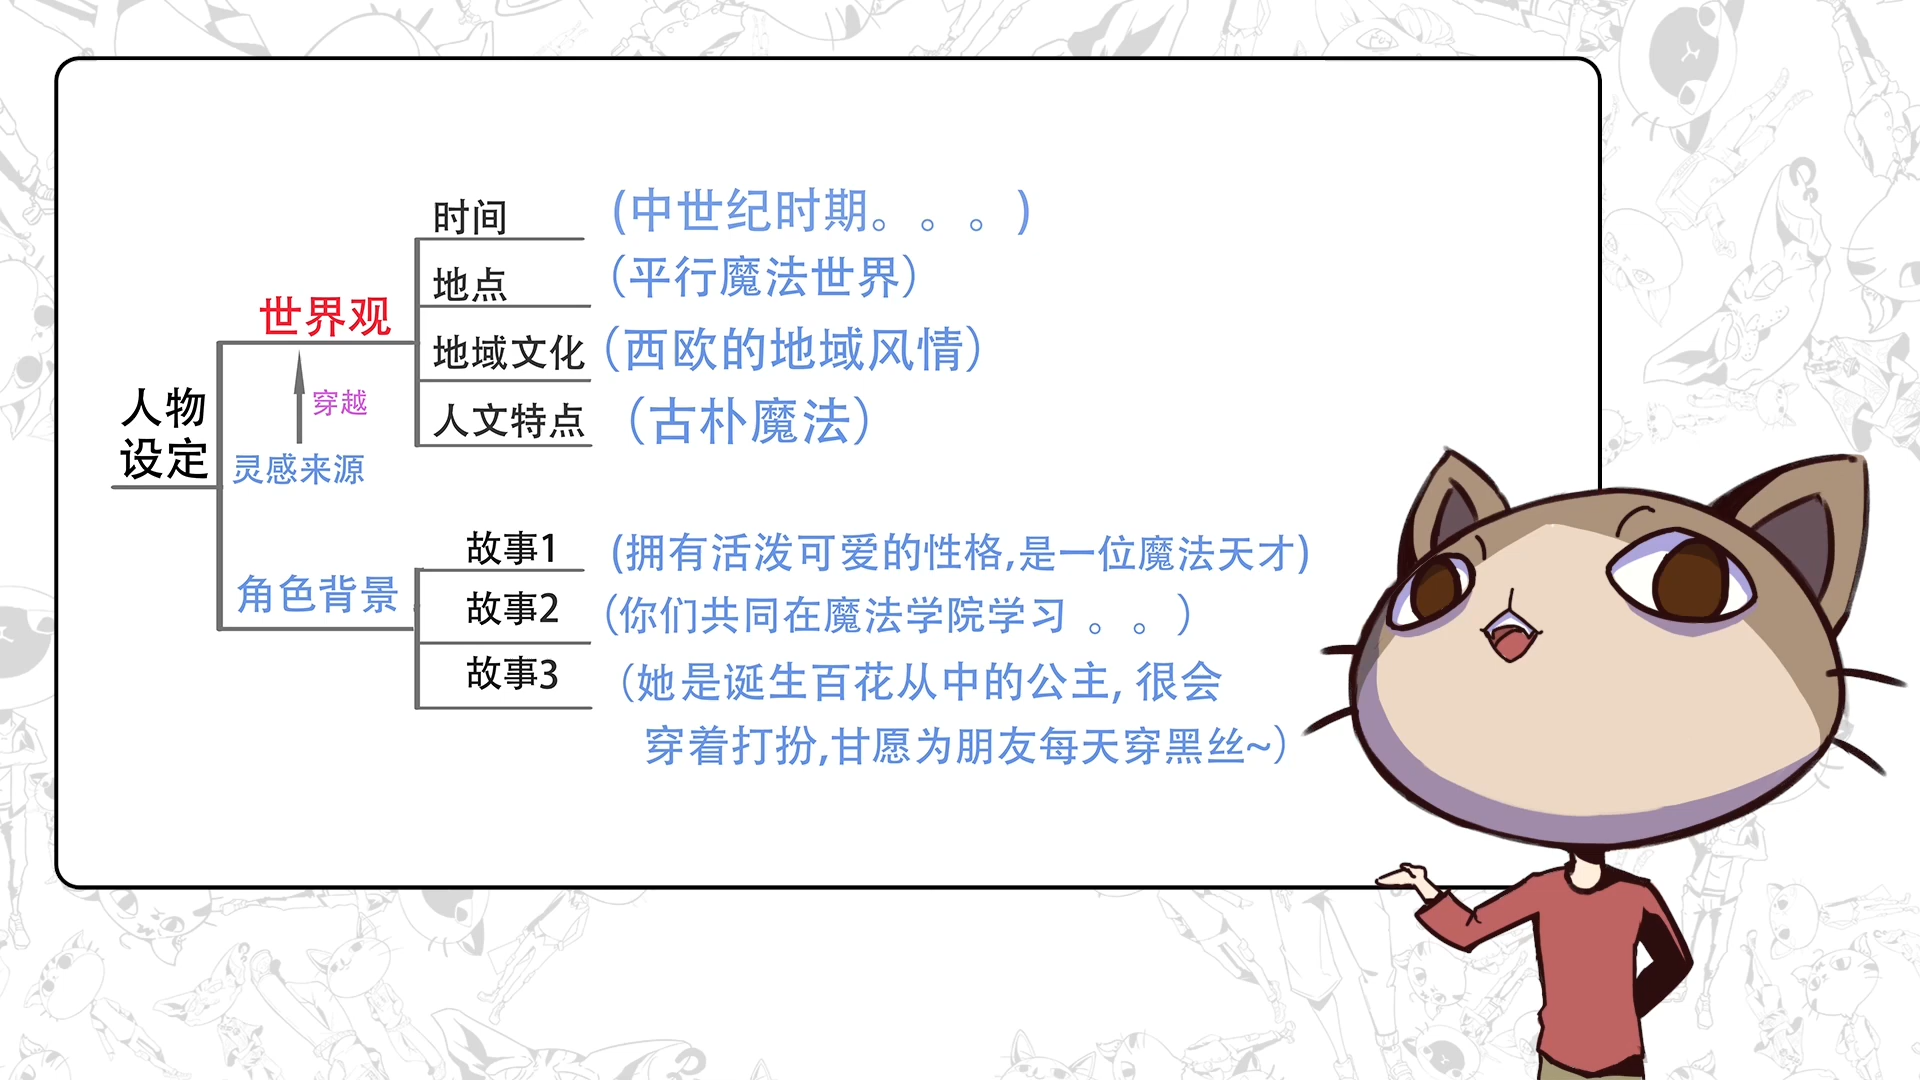 时间 (中世纪时期。。。)
地点 （平行魔法世界）
世界观
地域文化 （西欧的地域风情）
穿越
人物
设定
人文特点 （古朴魔法）
灵感来源
故事1 (拥有活泼可爱的性格,是一位魔法天才)
角色背景
故事2 （你们共同在魔法学院学习 。。）
故事3 （她是诞生百花从中的公主, 很会
穿着打扮,甘愿为朋友每天穿黑丝~）